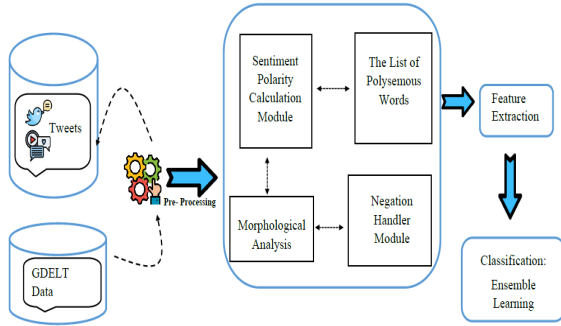 Tweets
GDELT
Data
Pre- Processing
Sentiment
Polarity
Calculation
Module
The List of
Polysemous
Words
Morphological
Analysis
Negation
Handler
Module
Feature
Extraction
Classification:
Ensemble
Learning